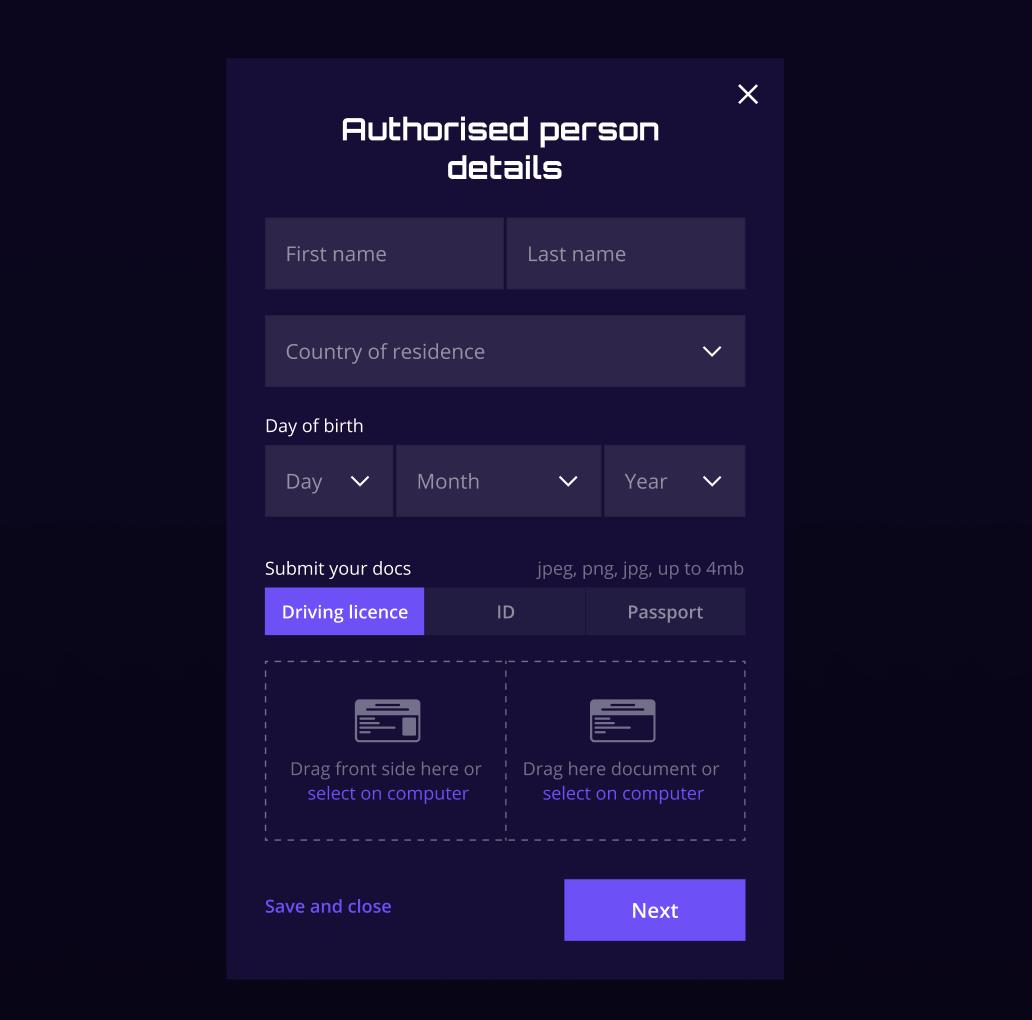 Authorised person
details
First name
Last name
Country of residence
Day of birth
Day
Month
Year
Submit your docs
jpeg, png, jpg, up to 4mb
Driving licence
ID
Passport
Drag front side here or
select on computer
Drag here document or
select on computer
Save and close
Next